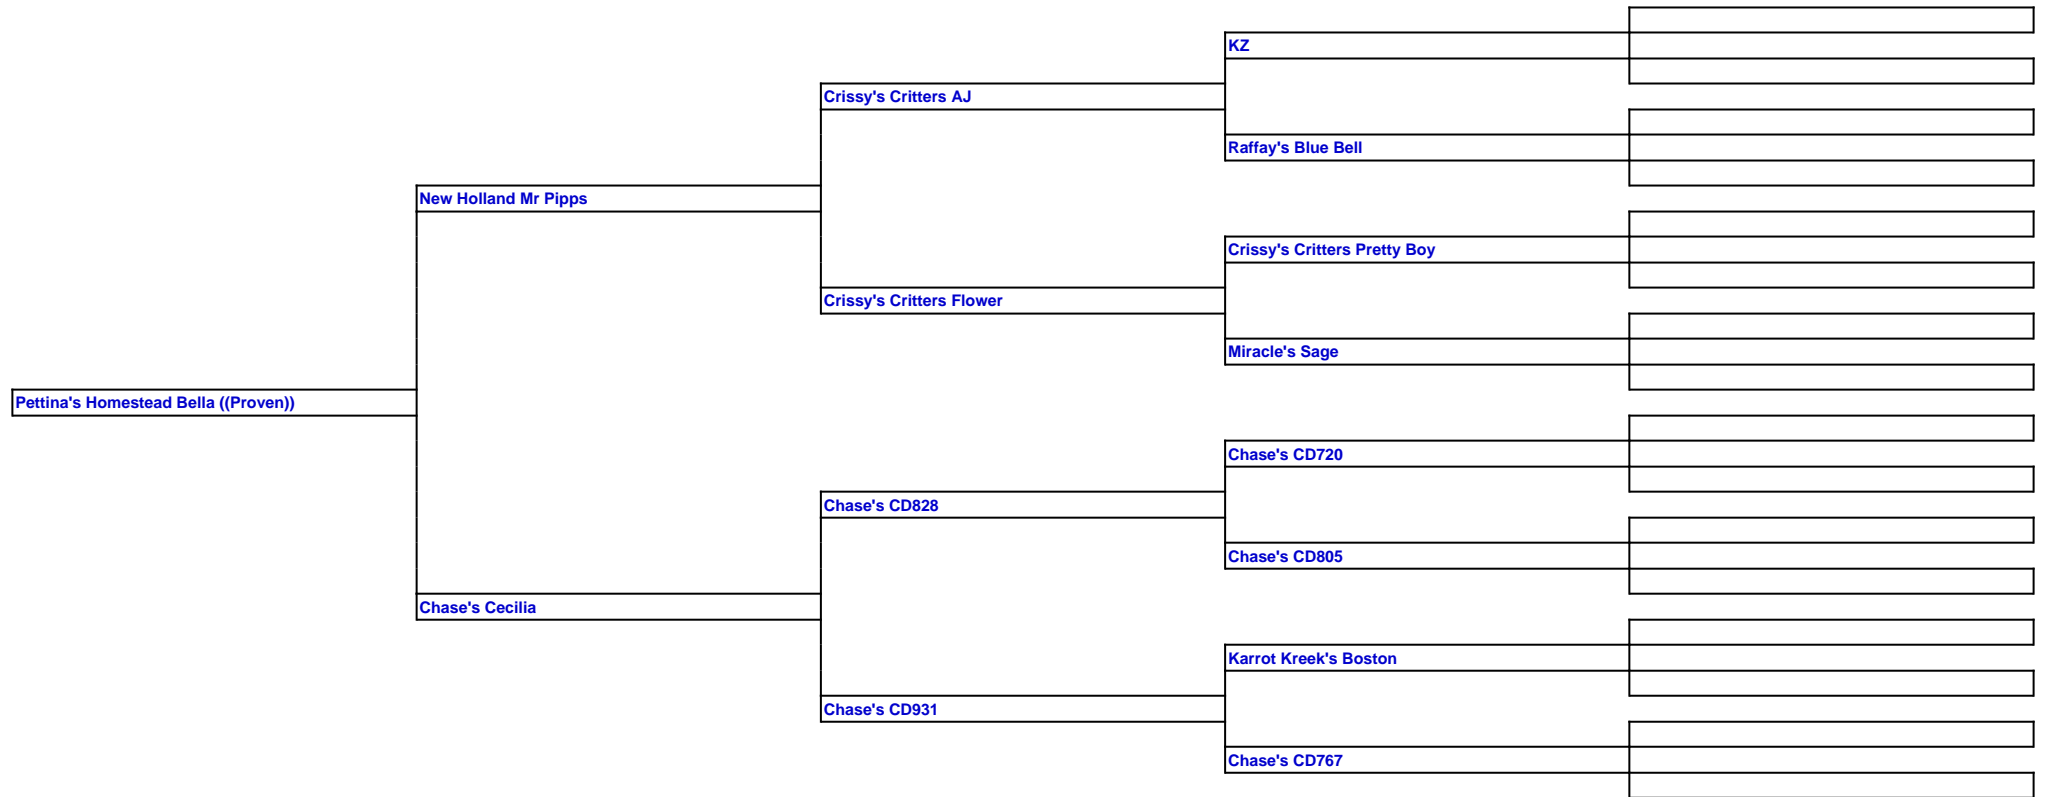 KZ
Crissy's Critters AJ
Raffay's Blue Bell
New Holland Mr Pipps
Crissy's Critters Pretty Boy
Crissy's Critters Flower
Miracle's Sage
Pettina's Homestead Bella ((Proven))
Chase's CD720
Chase's CD828
Chase's CD805
Chase's Cecilia
Karrot Kreek's Boston
Chase's CD931
Chase's CD767